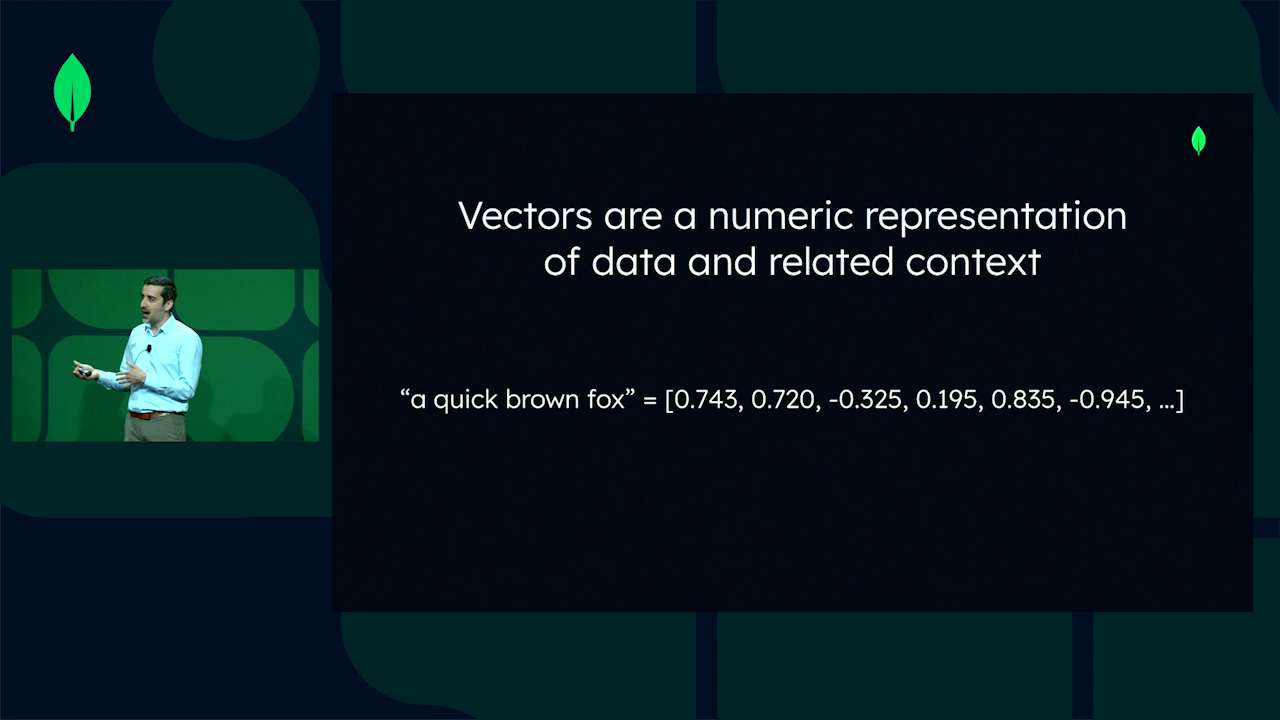 Vectors are a numeric representation
of data and related context
“a quick brown fox” = [0.743, 0.720, -0.325, 0.195, 0.835, -0.945, ...]